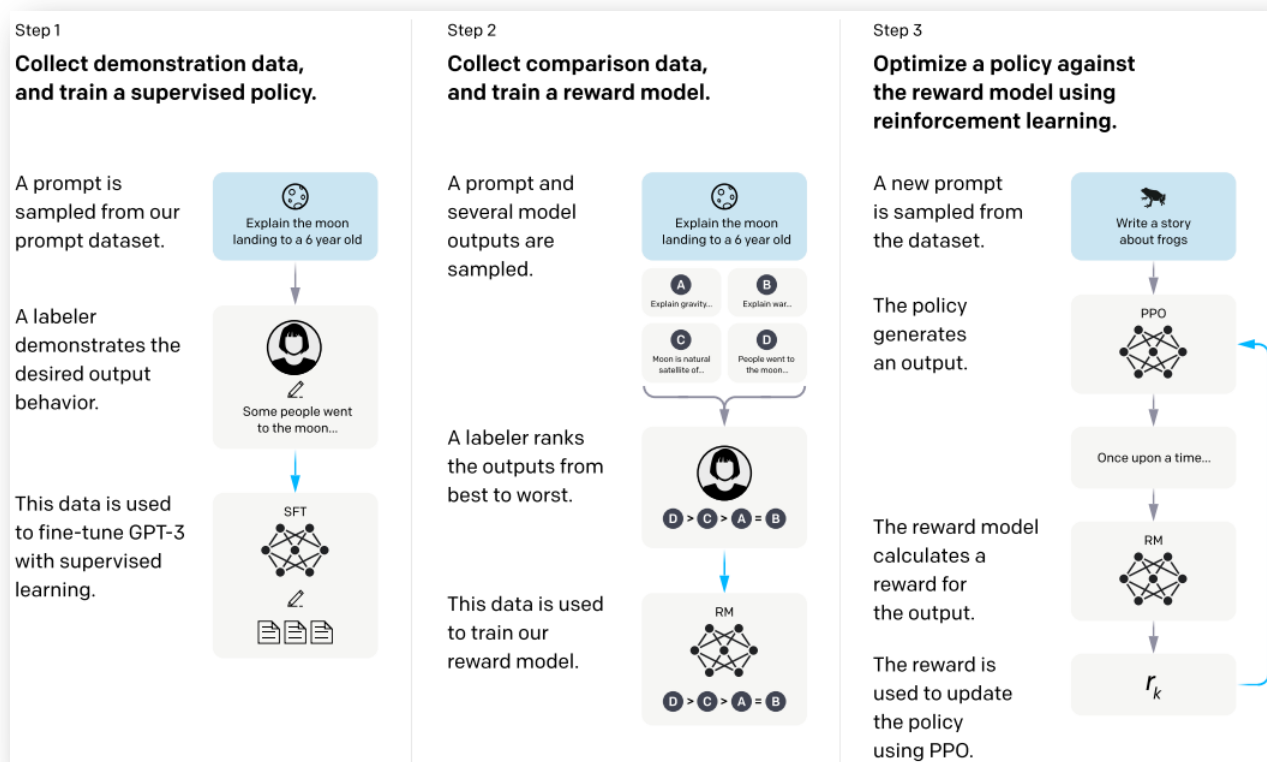 Step 1
Collect demonstration data,
and train a supervised policy.
A prompt is
sampled from our
prompt dataset.
Explain the moon
landing to a 6 year old
A labeler
demonstrates the
desired output
behavior.
Some people went
to the moon...
This data is used
to fine-tune GPT-3
with supervised
learning.
SFT
Step 2
Collect comparison data,
and train a reward model.
A prompt and
several model
outputs are
sampled.
Explain the moon
landing to a 6 year old
A
Explain gravity...
B
Explain war...
C
Moon is natural
satellite of...
D
People went to
the moon...
A labeler ranks
the outputs from
best to worst.
D > C > A = B
This data is used
to train our
reward model.
RM
D > C > A = B
Step 3
Optimize a policy against
the reward model using
reinforcement learning.
A new prompt
is sampled from
the dataset.
Write a story
about frogs
The policy
generates
an output.
PPO
Once upon a time...
The reward model
calculates a
reward for
the output.
RM
The reward is
used to update
the policy
using PPO.
r_k